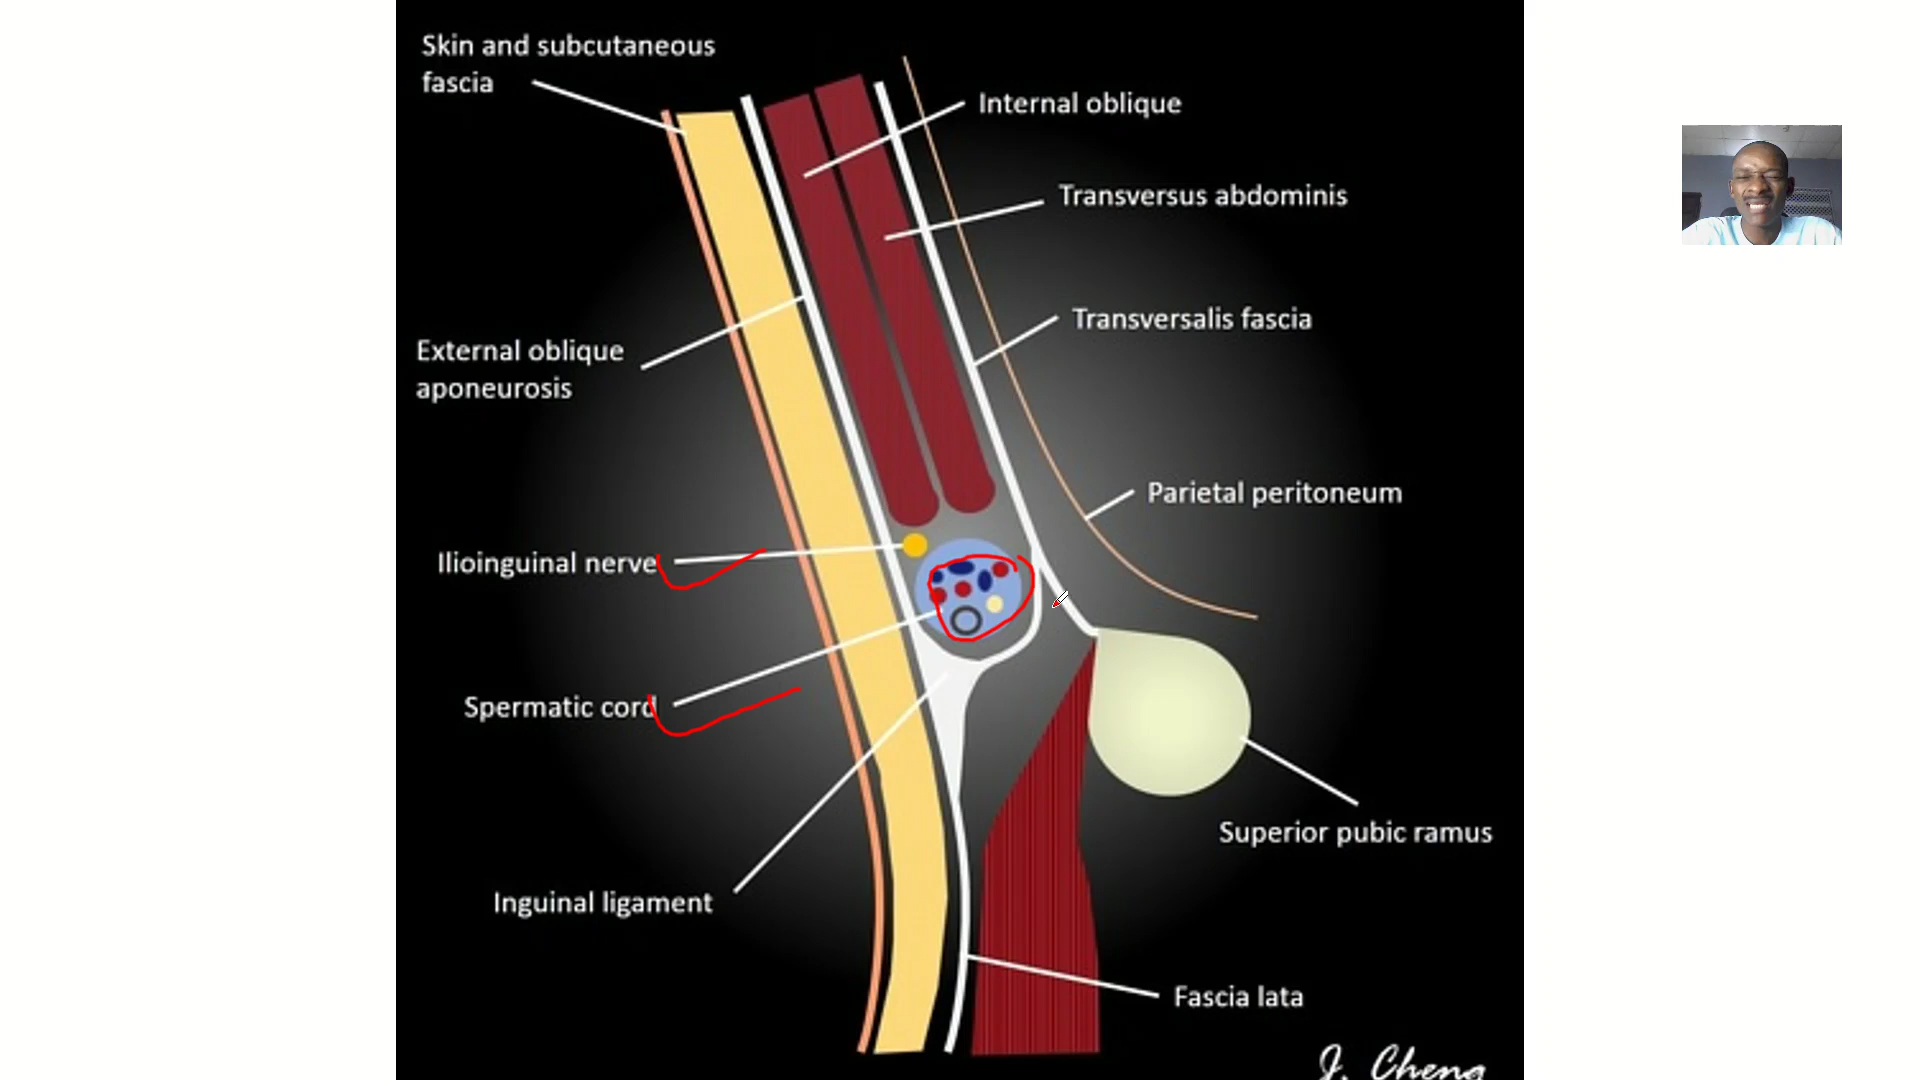 Skin and subcutaneous
fascia
Internal oblique
Transversus abdominis
Transversalis fascia
External oblique
aponeurosis
Parietal peritoneum
Ilioinguinal nerve
Spermatic cord
Superior pubic ramus
Inguinal ligament
Fascia lata
J. Cheng